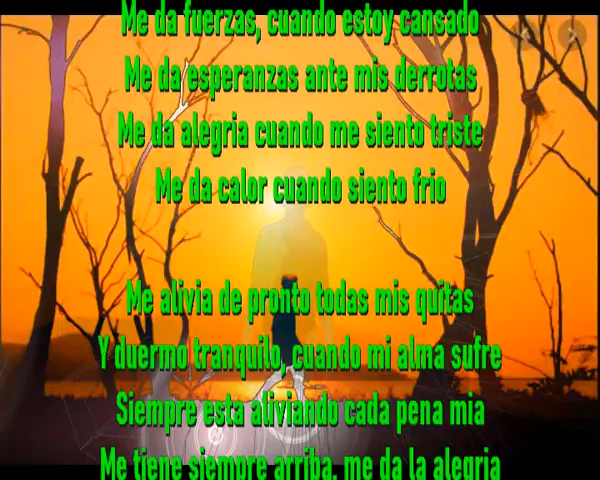 Me da fuerzas, cuando estoy cansado
Me da esperanzas ante mis derrotas
Me da alegria cuando me siento triste
Me da calor cuando siento frio
Me alivia de pronto todas mis quitas
Y duermo tranquilo, cuando mi alma sufre
Siempre esta aliviando cada pena mia
Me tiene siempre arriba, me da la alegria